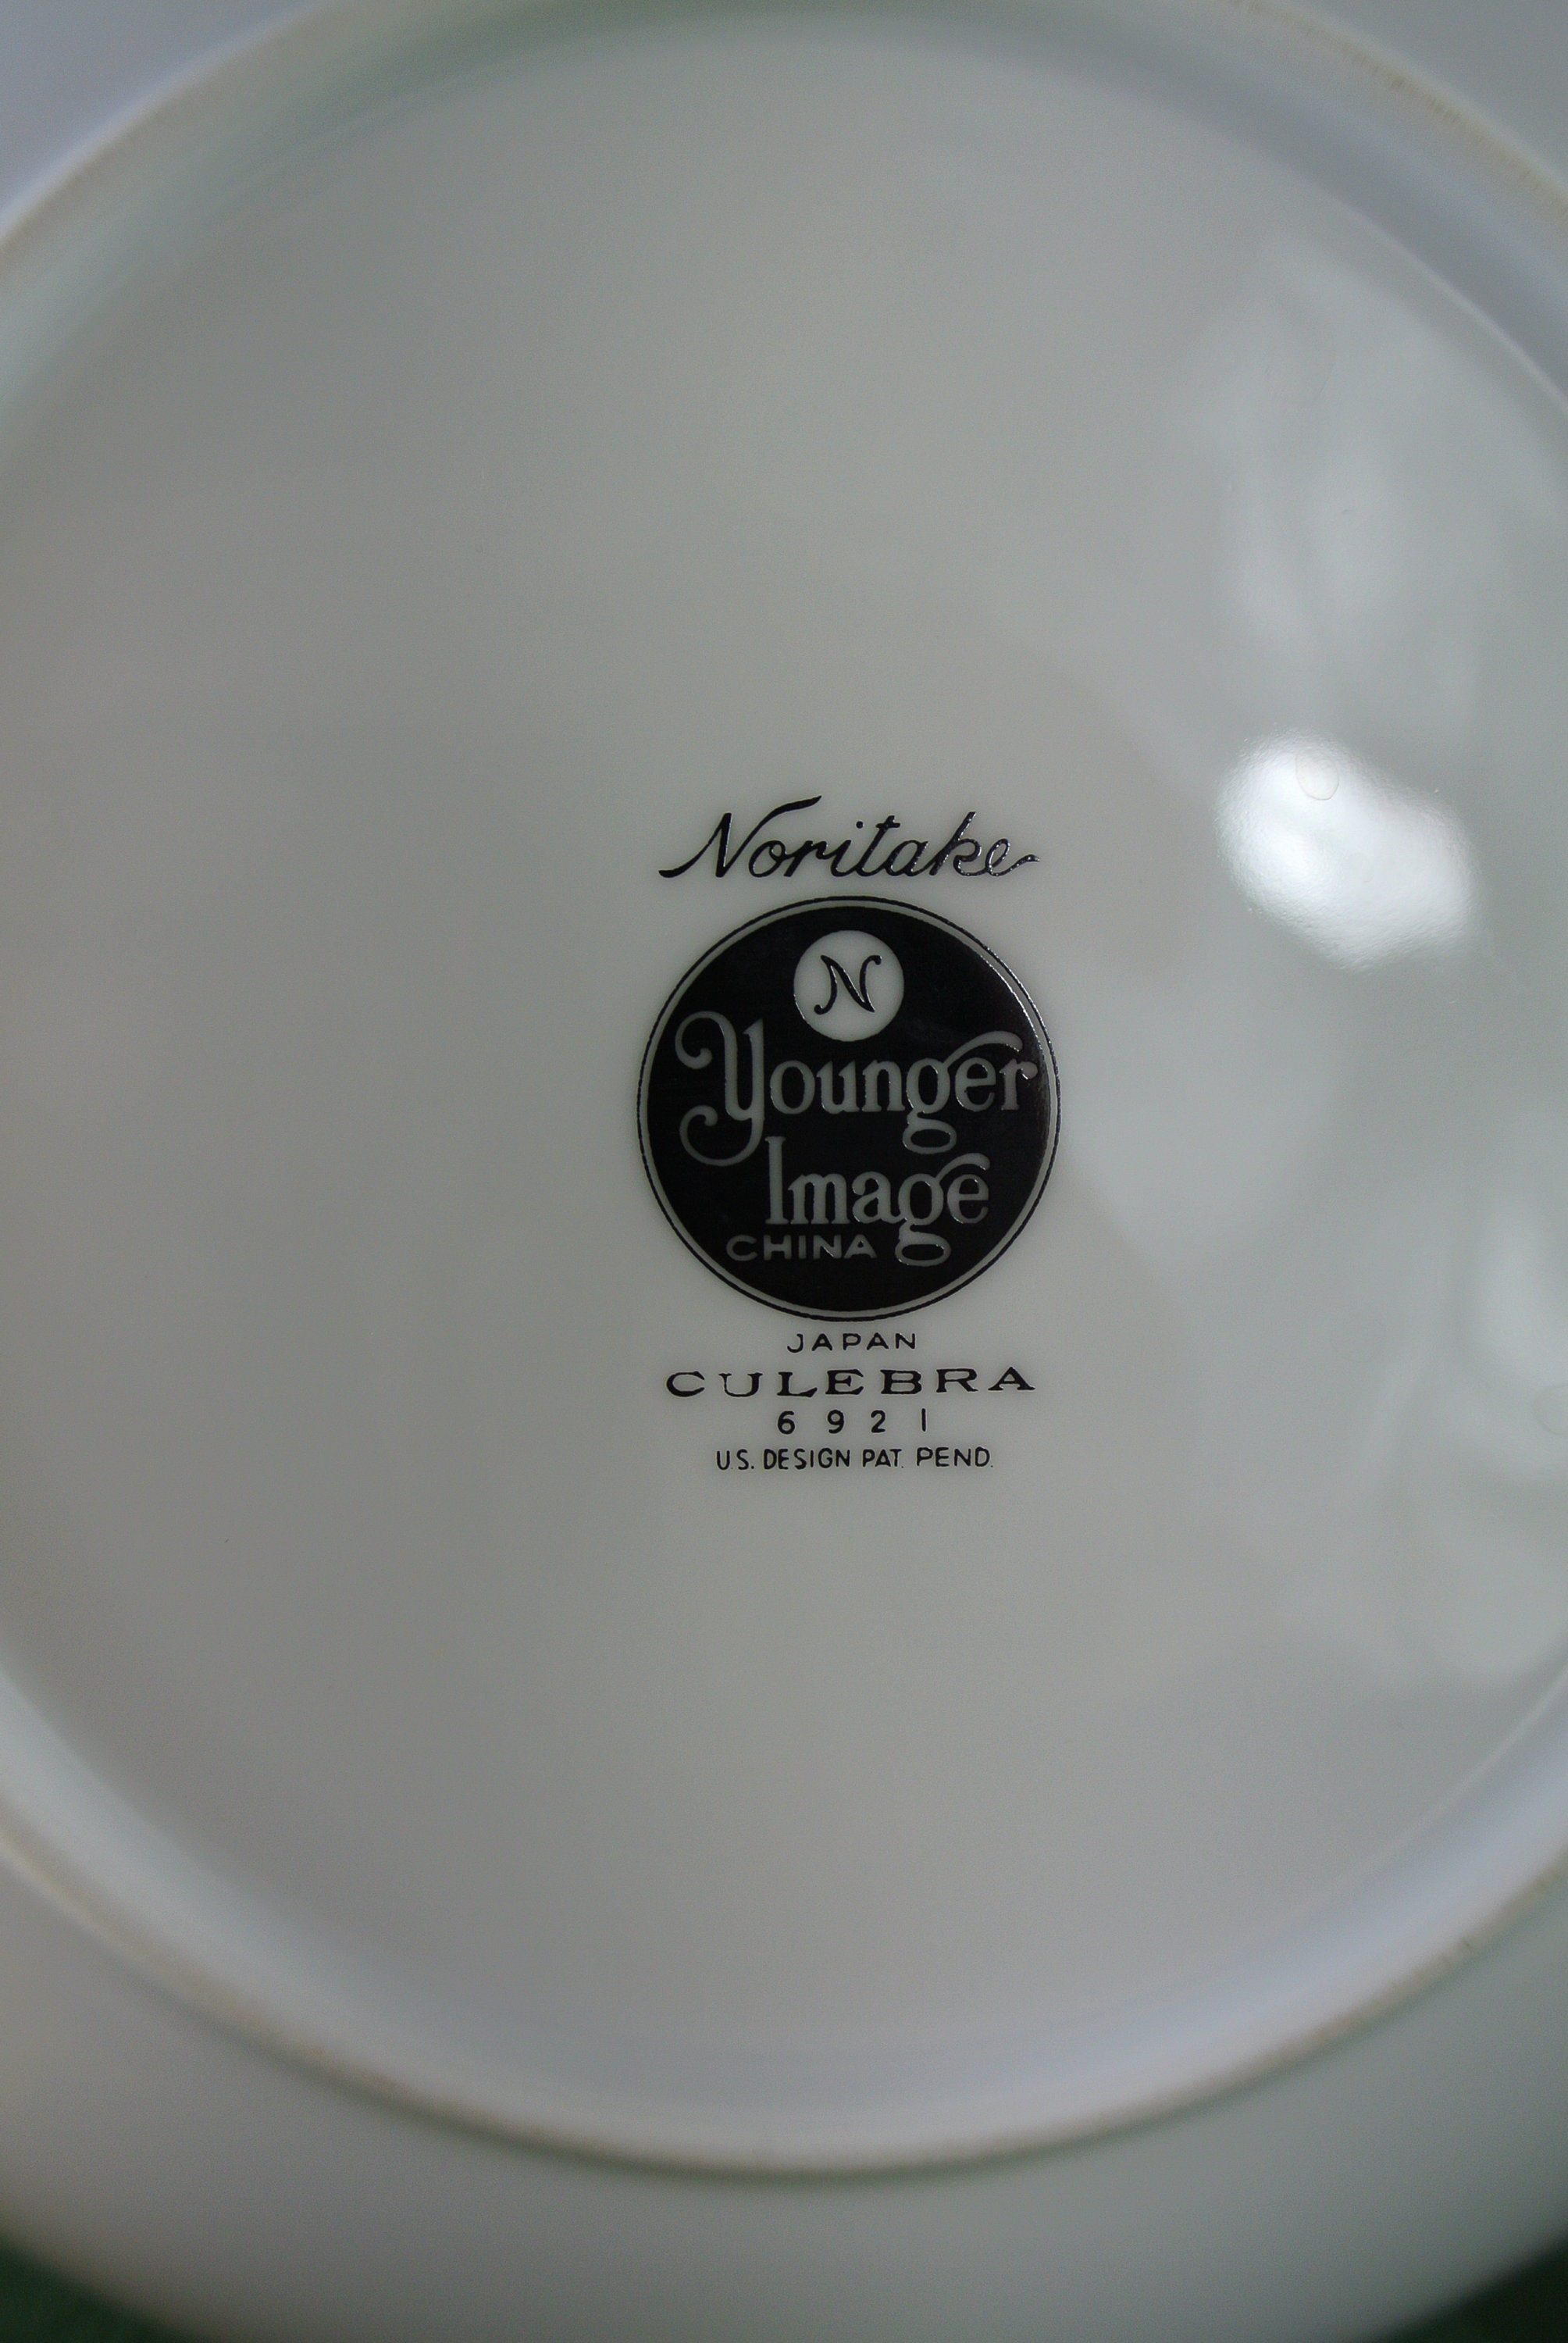 Noritake
N
Younger
Image
CHINA
JAPAN
CULEBRA
6921
U.S. DESIGN PAT. PEND.